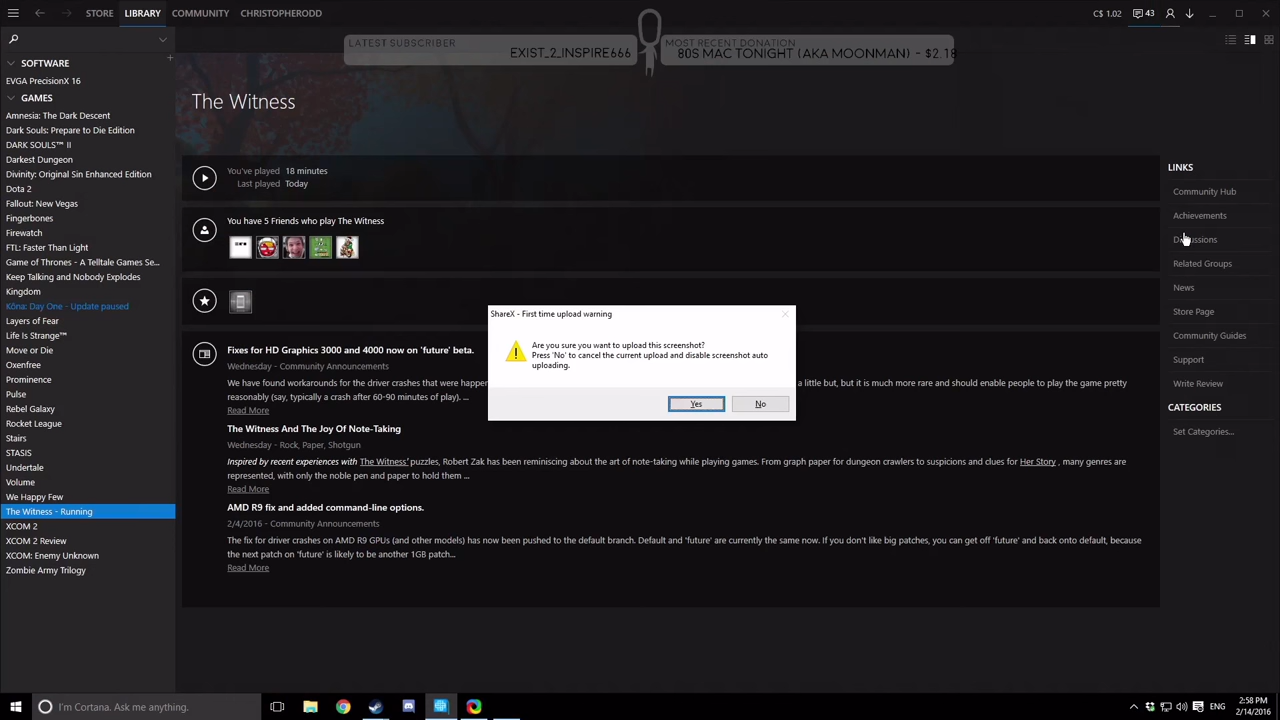 STORE LIBRARY COMMUNITY CHRISTOPHERODD C$ 1.02 43
LATEST SUBSCRIBER
EXIST_2_INSPIRE666
MOST RECENT DONATION
80S MAC TONIGHT (AKA MOONMAN) - $2.18
SOFTWARE
EVGA PrecisionX 16
GAMES
Amnesia: The Dark Descent
Dark Souls: Prepare to Die Edition
DARK SOULS™ II
Darkest Dungeon
Divinity: Original Sin Enhanced Edition
Dota 2
Fallout: New Vegas
Fingerbones
Firewatch
FTL: Faster Than Light
Game of Thrones - A Telltale Games Se...
Keep Talking and Nobody Explodes
Kingdom
Kôna: Day One - Update paused
Layers of Fear
Life Is Strange™
Move or Die
Oxenfree
Prominence
Pulse
Rebel Galaxy
Rocket League
Stairs
STASIS
Undertale
Volume
We Happy Few
The Witness - Running
XCOM 2
XCOM 2 Review
XCOM: Enemy Unknown
Zombie Army Trilogy
The Witness
You've played 18 minutes
Last played Today
You have 5 Friends who play The Witness
Fixes for HD Graphics 3000 and 4000 now on 'future' beta.
Wednesday - Community Announcements
We have found workarounds for the driver crashes that were happen
a little but, but it is much more rare and should enable people to play the game pretty
reasonably (say, typically a crash after 60-90 minutes of play). ...
Read More
The Witness And The Joy Of Note-Taking
Wednesday - Rock, Paper, Shotgun
Inspired by recent experiences with The Witness' puzzles, Robert Zak has been reminiscing about the art of note-taking while playing games. From graph paper for dungeon crawlers to suspicions and clues for Her Story , many genres are
represented, with only the noble pen and paper to hold them ...
Read More
AMD R9 fix and added command-line options.
2/4/2016 - Community Announcements
The fix for driver crashes on AMD R9 GPUs (and other models) has now been pushed to the default branch. Default and 'future' are currently the same now. If you don't like big patches, you can get off 'future' and back onto default, because
the next patch on 'future' is likely to be another 1GB patch...
Read More
ShareX - First time upload warning
Are you sure you want to upload this screenshot?
Press 'No' to cancel the current upload and disable screenshot auto
uploading.
Yes No
LINKS
Community Hub
Achievements
Discussions
Related Groups
News
Store Page
Community Guides
Support
Write Review
CATEGORIES
Set Categories...
I'm Cortana. Ask me anything.
ENG
2:58 PM
2/14/2016